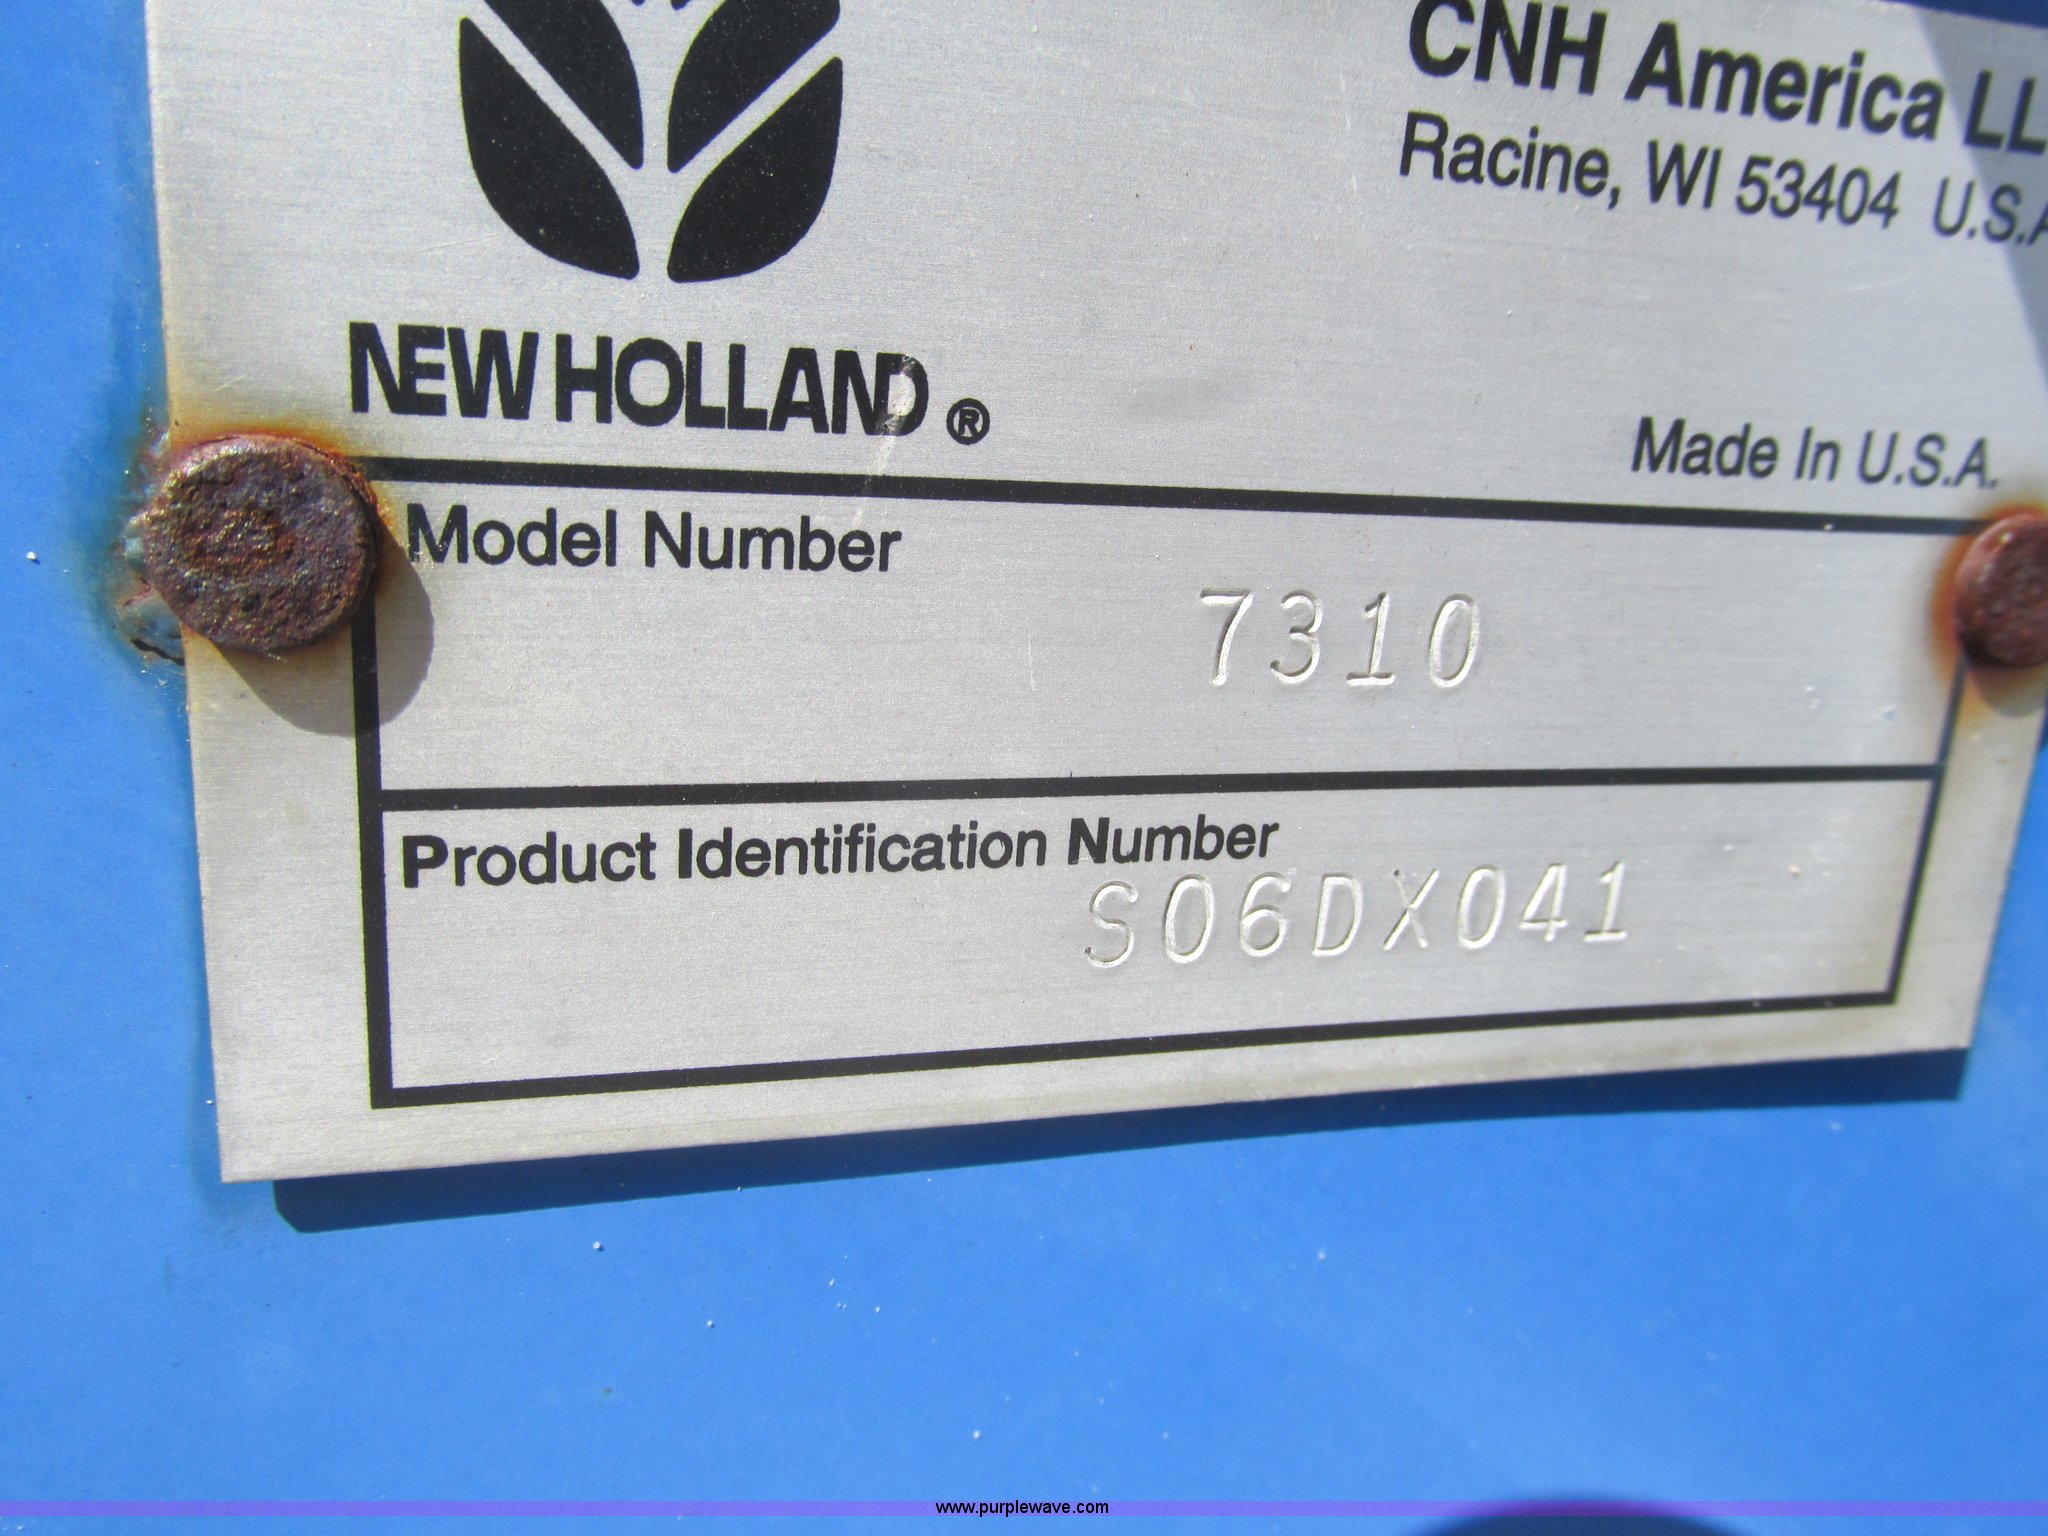 CNH America LL
Racine, WI 53404 U.S.A
NEW HOLLAND ®
Made In U.S.A.
Model Number
7310
Product Identification Number
S06DX041
www.purplewave.com